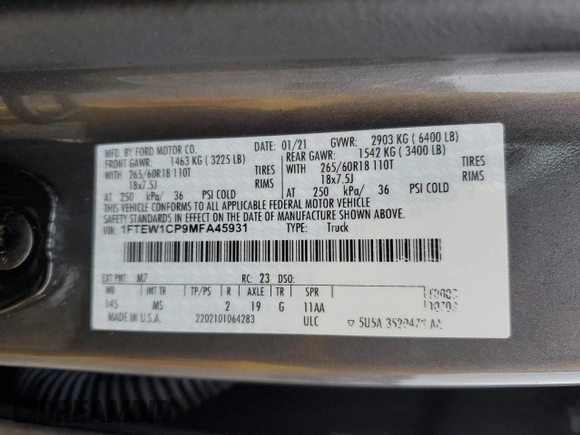 MFD. BY FORD MOTOR CO. DATE: 01/21 GVWR: 2903 KG ( 6400 LB)
FRONT GAWR: 1463 KG ( 3225 LB) REAR GAWR: 1542 KG ( 3400 LB)
WITH 265/60R18 110T TIRES WITH 265/60R18 110T TIRES
18x7.5J RIMS 18x7.5J RIMS
AT 250 kPa/ 36 PSI COLD AT 250 kPa/ 36 PSI COLD
THIS VEHICLE CONFORMS TO ALL APPLICABLE FEDERAL MOTOR VEHICLE
SAFETY STANDARDS IN EFFECT ON THE DATE OF MANUFACTURE SHOWN ABOVE.
VIN: 1FTEW1CP9MFA45931 TYPE: Truck
EXT PNT: M7 RC: 23 DSO:
WB TP/PS R AXLE TR SPR
145 M5 2 19 G 11AA
MADE IN U.S.A. 2202101064283 ULC